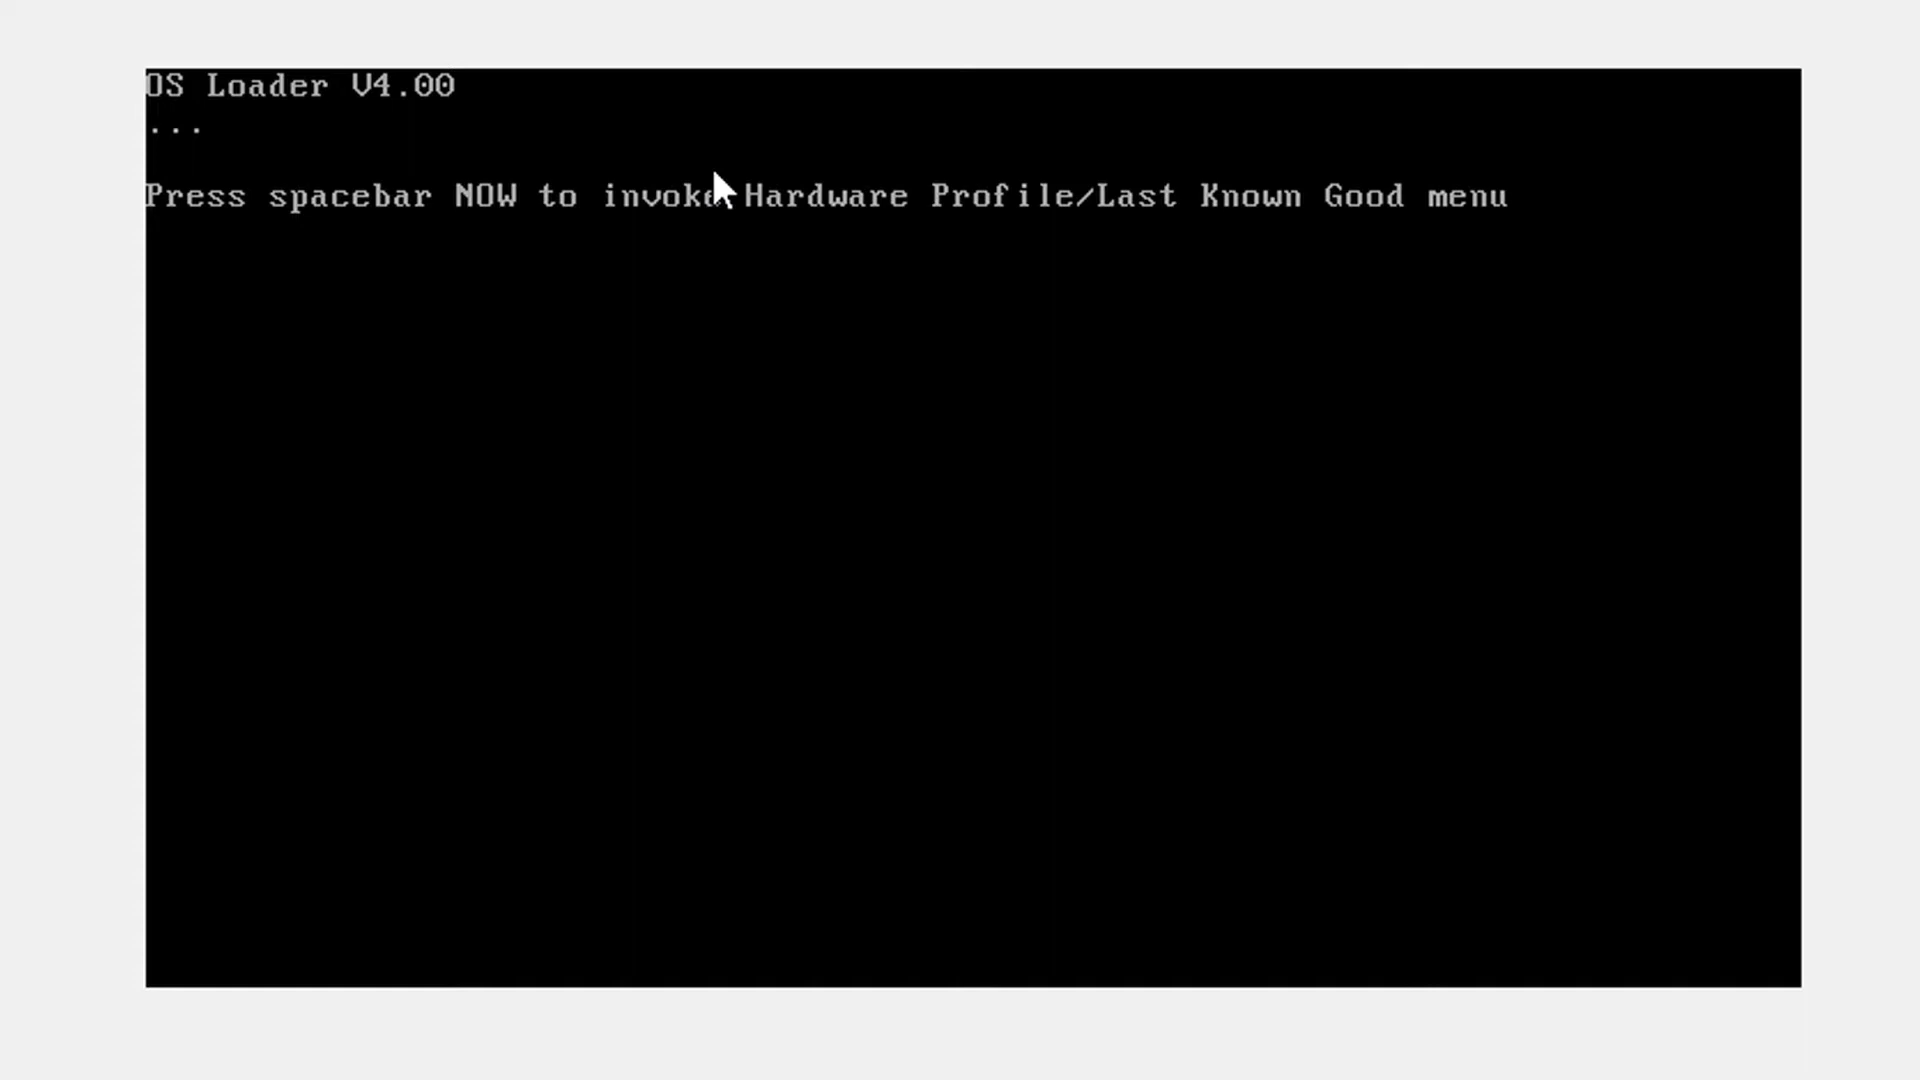 OS Loader V4.00
...
Press spacebar NOW to invoke Hardware Profile/Last Known Good menu